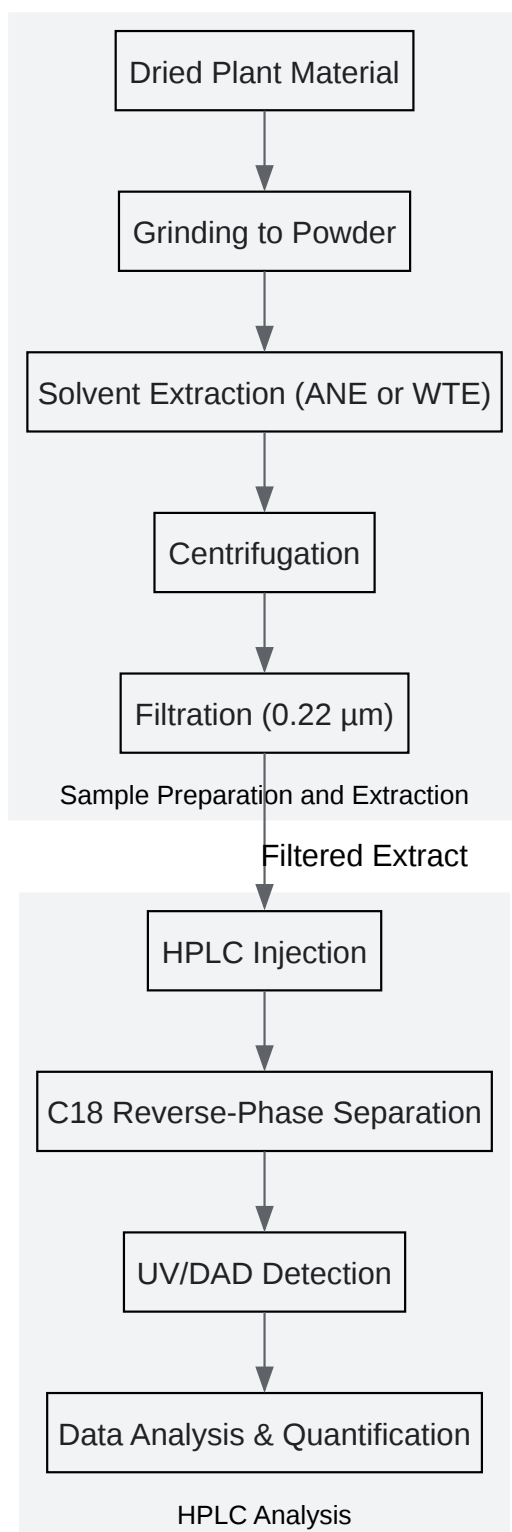 Dried Plant Material
Grinding to Powder
Solvent Extraction (ANE or WTE)
Centrifugation
Filtration (0.22 µm)
Sample Preparation and Extraction
Filtered Extract
HPLC Injection
C18 Reverse-Phase Separation
UV/DAD Detection
Data Analysis & Quantification
HPLC Analysis